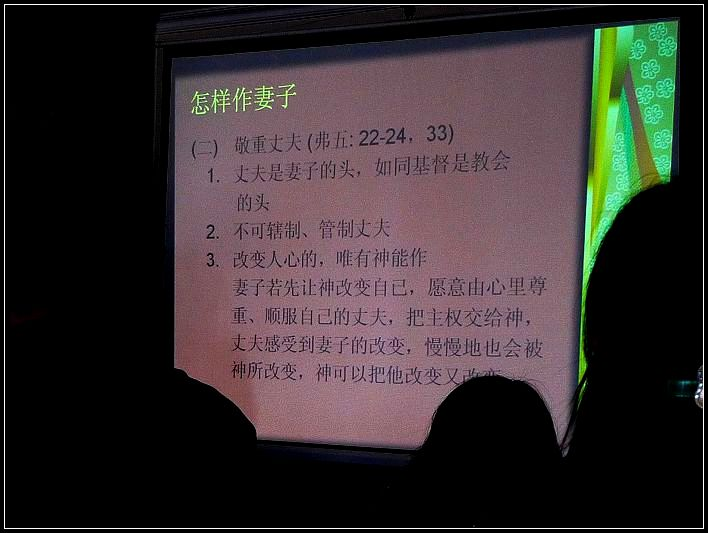 怎样作妻子
(二) 敬重丈夫 (弗五: 22-24，33)
1. 丈夫是妻子的头，如同基督是教会
的头
2. 不可辖制、管制丈夫
3. 改变人心的，唯有神能作
妻子若先让神改变自己，愿意由心里尊
重、顺服自己的丈夫，把主权交给神，
丈夫感受到妻子的改变，慢慢地也会被
神所改变，神可以把他改变又改变